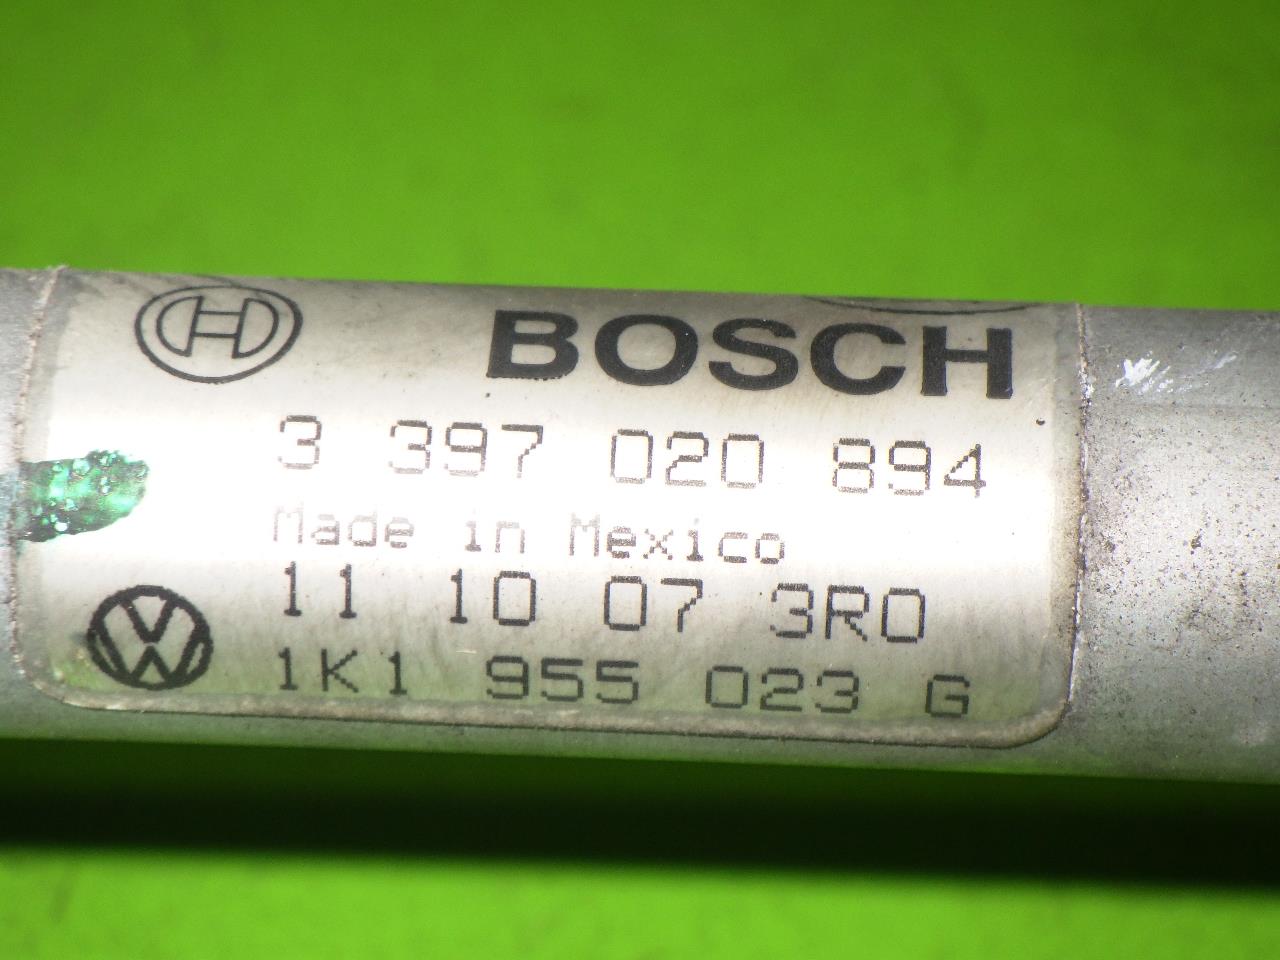 BOSCH
3 397 020 894
Made in Mexico
11 10 07 3R0
1K1 955 023 G